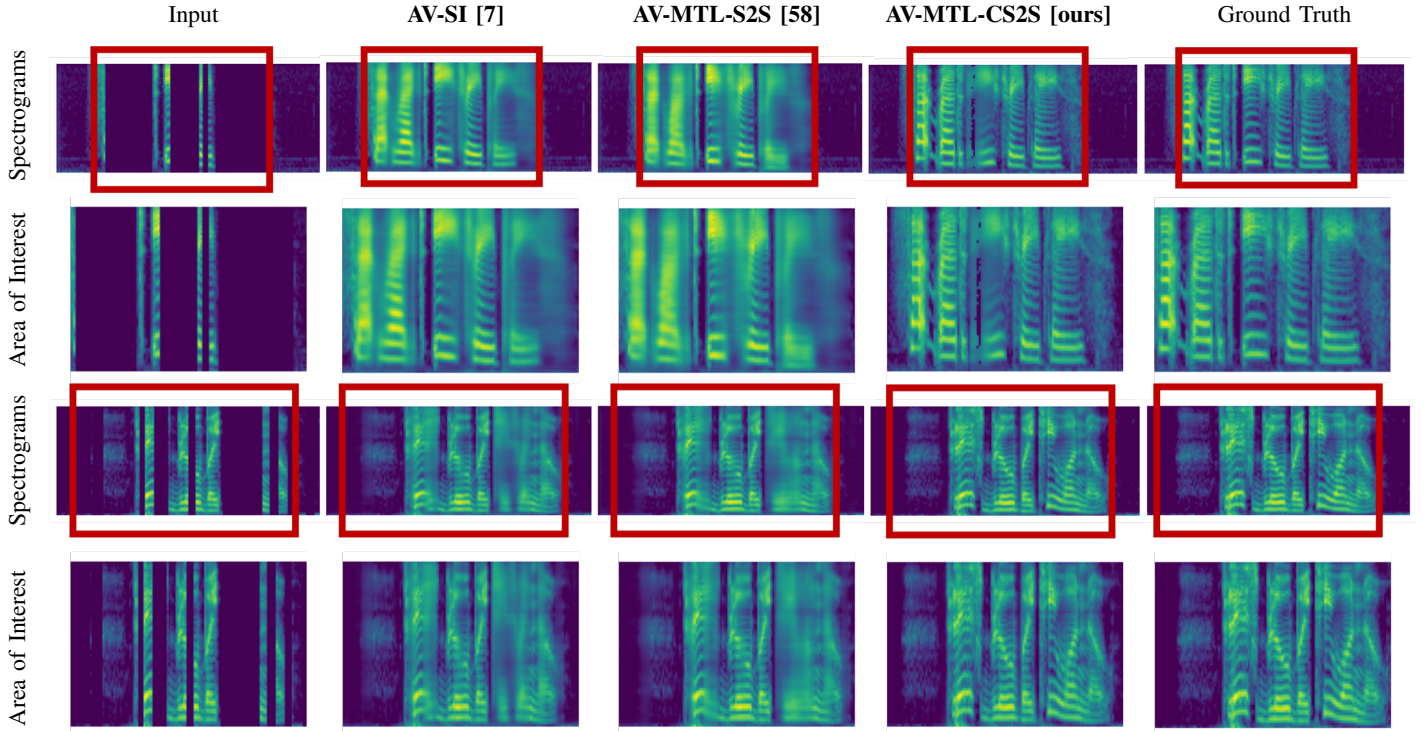 Input AV-SI [7] AV-MTL-S2S [58] AV-MTL-CS2S [ours] Ground Truth
Spectrograms
Area of Interest
Spectrograms
Area of Interest